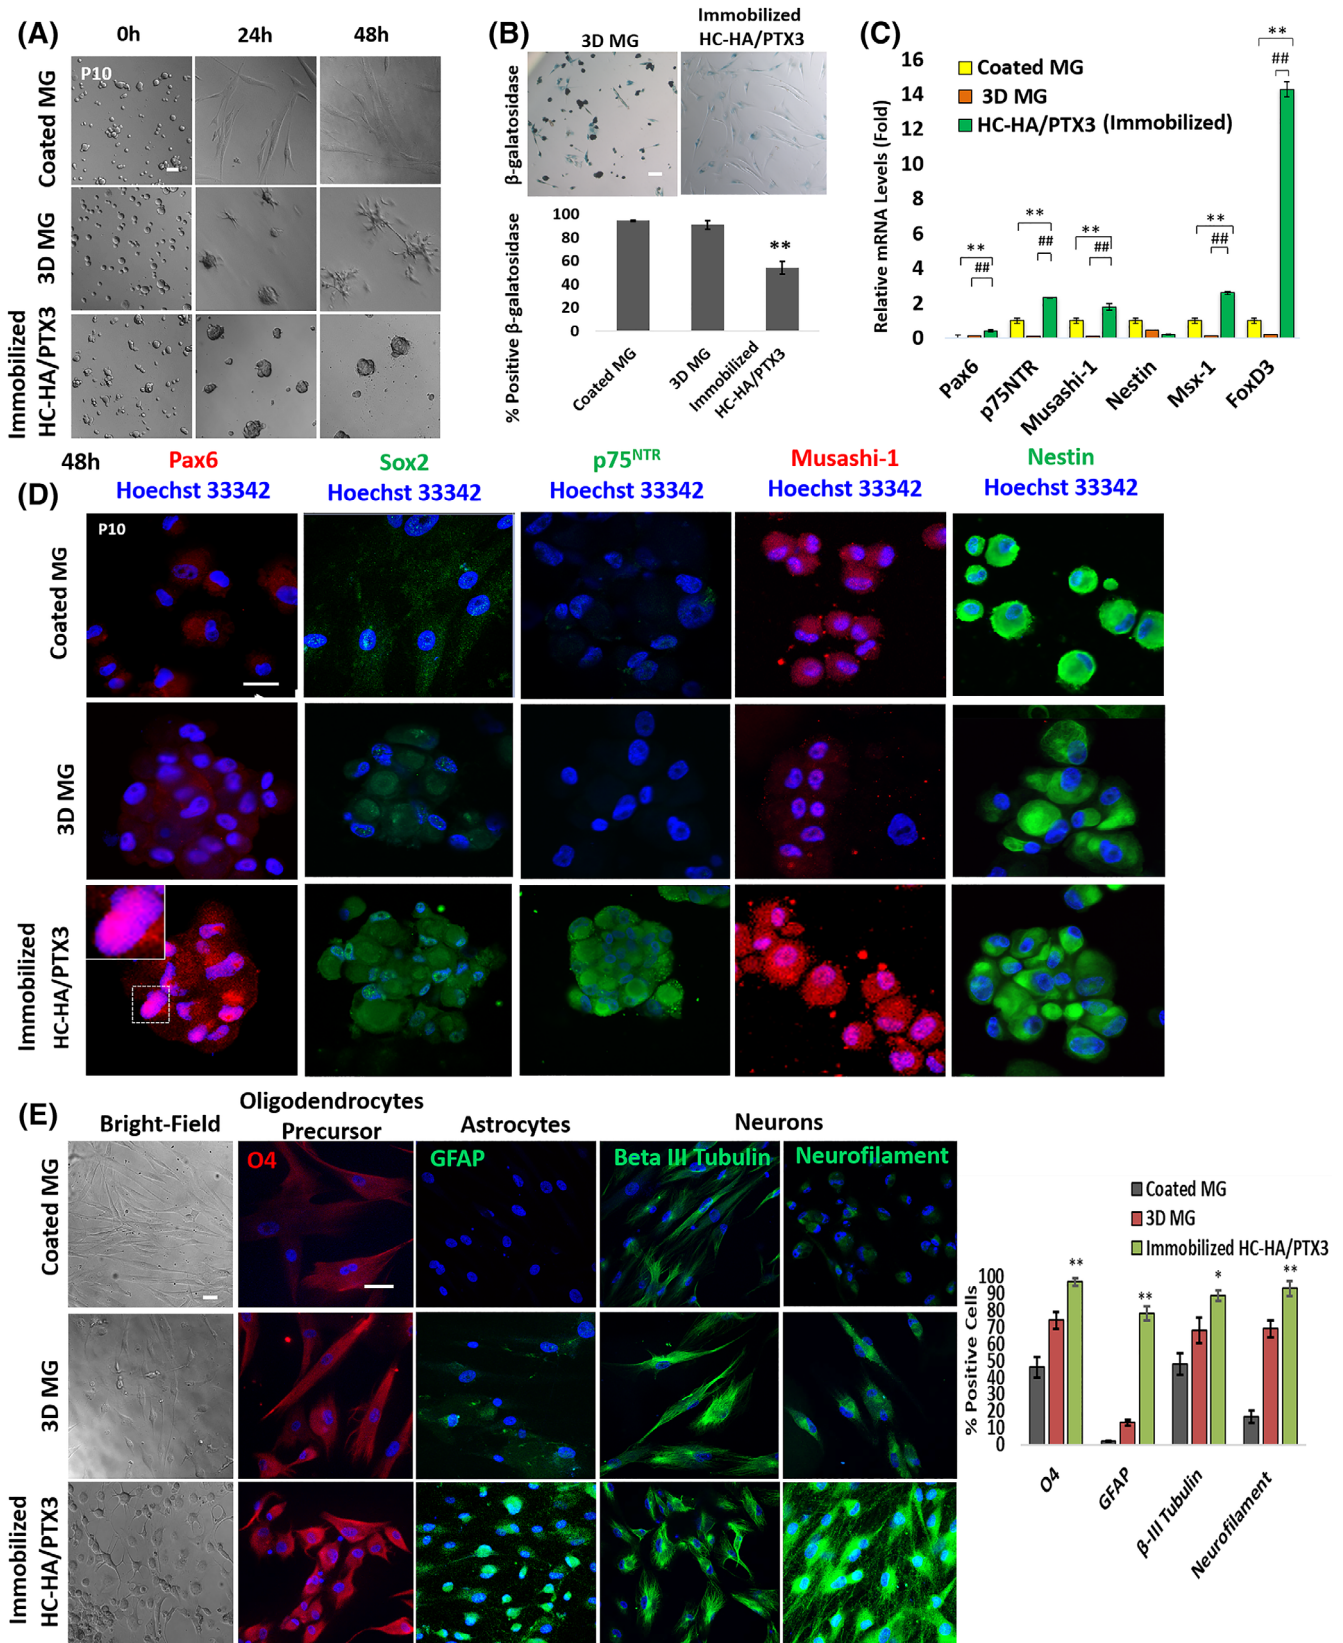 (A)
0h 24h 48h
P10
Coated MG
3D MG
Immobilized
HC-HA/PTX3
(B)
3D MG
Immobilized
HC-HA/PTX3
β-galatosidase
% Positive β-galatosidase
100
80
60
40
20
0
**
Coated MG
3D MG
Immobilized
HC-HA/PTX3
(C)
Relative mRNA Levels (Fold)
16
14
12
10
8
6
4
2
0
Coated MG
3D MG
HC-HA/PTX3 (Immobilized)
** ** ** ** **
## ## ## ## ##
Pax6
p75NTR
Musashi-1
Nestin
Msx-1
FoxD3
(D)
48h
Pax6
Hoechst 33342
Sox2
Hoechst 33342
p75NTR
Hoechst 33342
Musashi-1
Hoechst 33342
Nestin
Hoechst 33342
P10
Coated MG
3D MG
Immobilized
HC-HA/PTX3
(E)
Bright-Field
Oligodendrocytes
Precursor
Astrocytes
Neurons
O4
GFAP
Beta III Tubulin
Neurofilament
Coated MG
3D MG
Immobilized
HC-HA/PTX3
Coated MG
3D MG
Immobilized HC-HA/PTX3
% Positive Cells
100
90
80
70
60
50
40
30
20
10
0
** ** * **
O4
GFAP
β-III Tubulin
Neurofilament